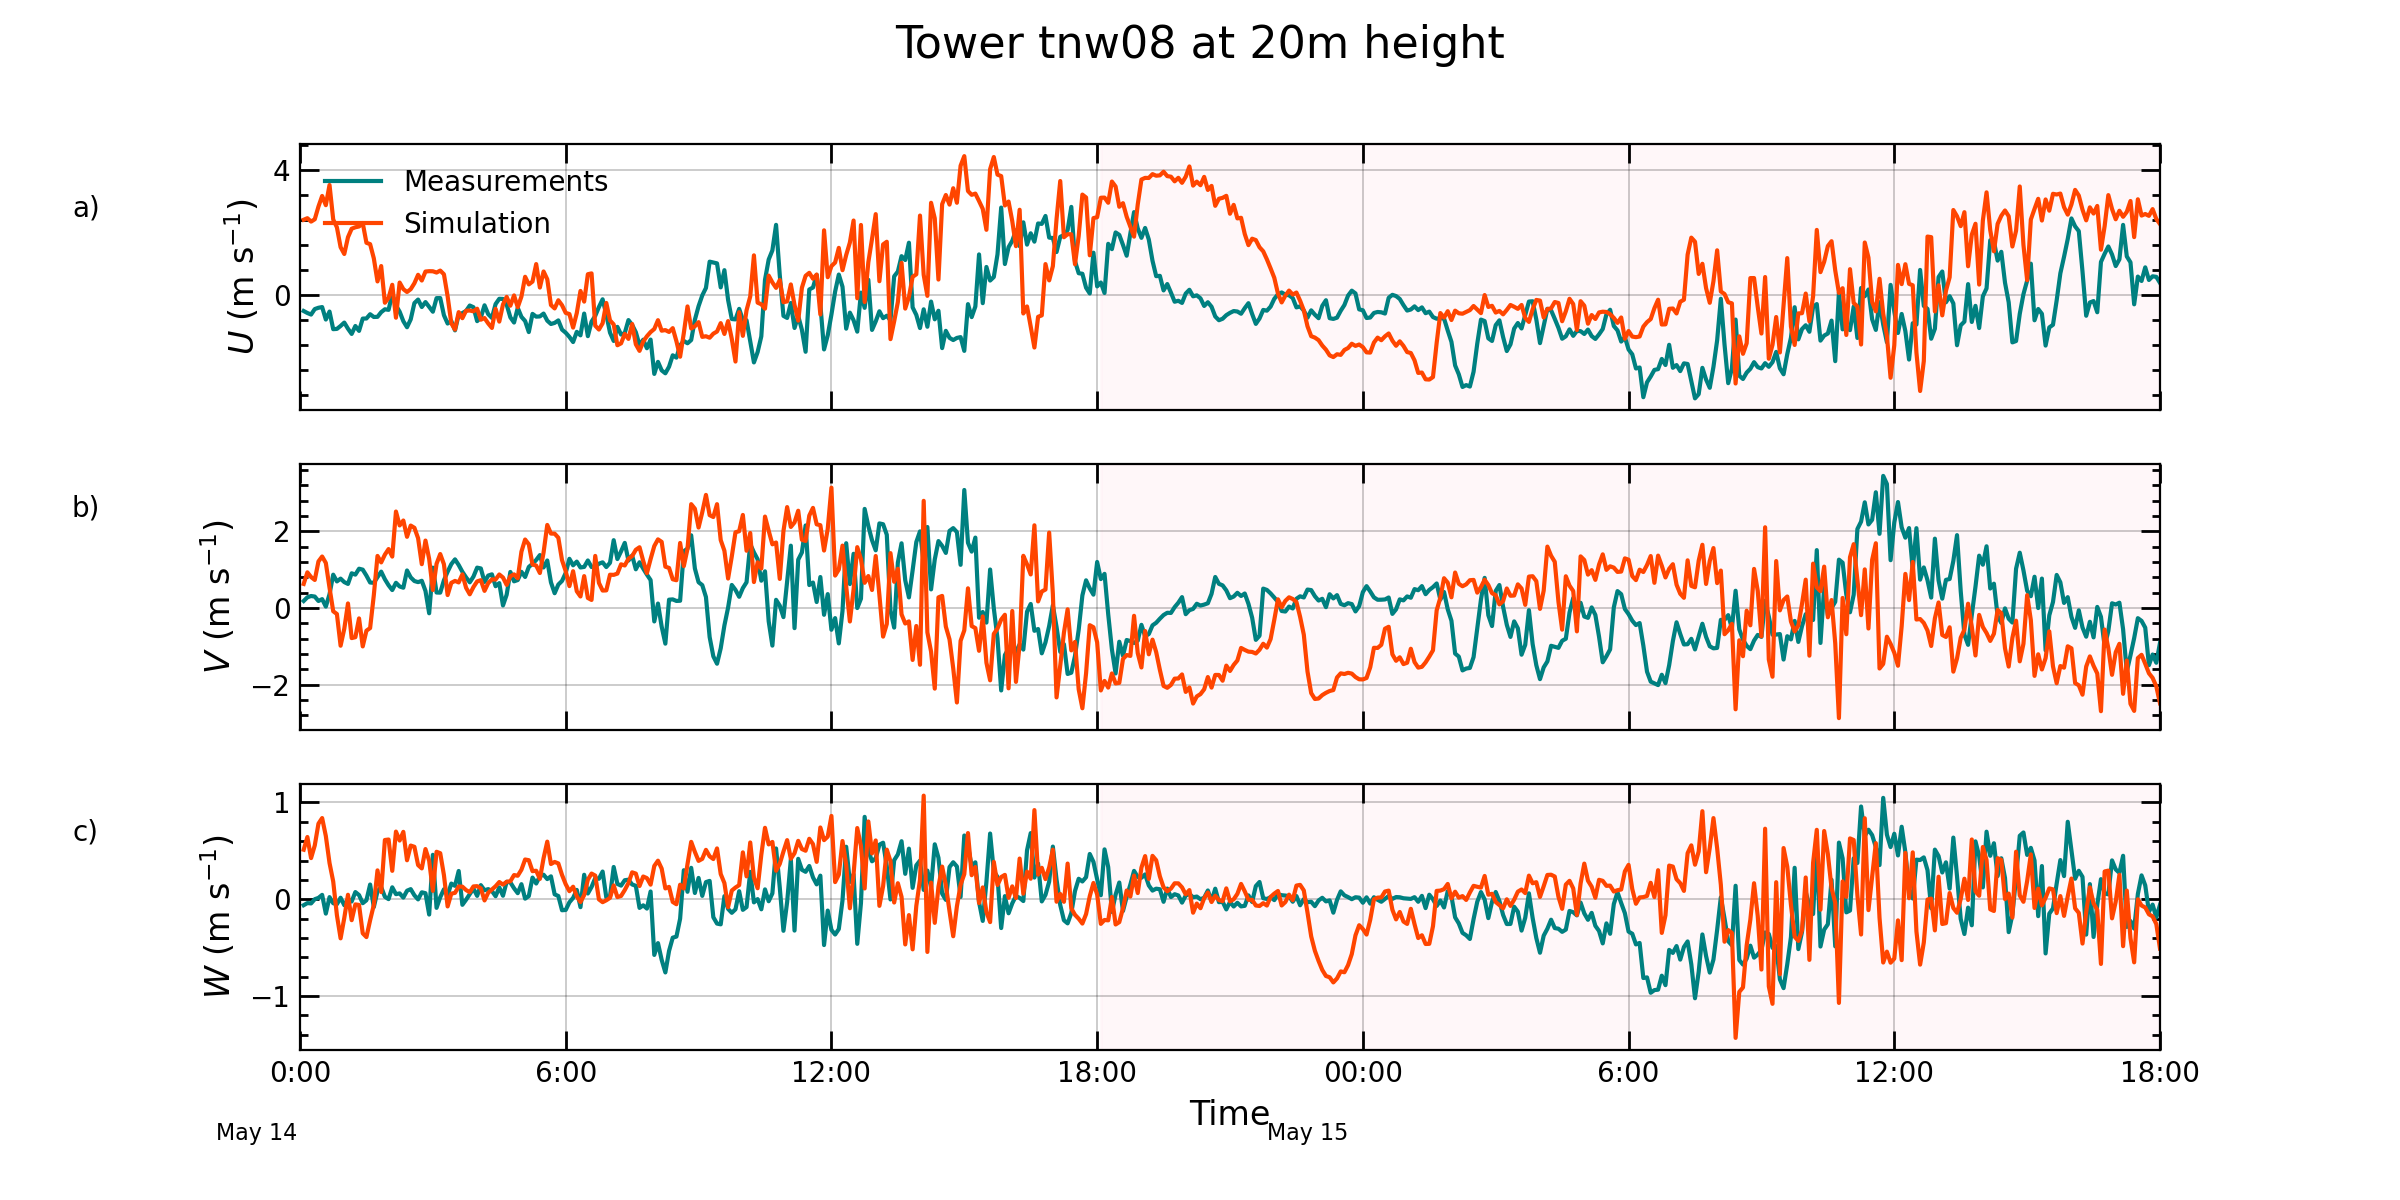 Tower tnw08 at 20m height
a)
U (m s⁻¹)
4
0
Measurements
Simulation
b)
V (m s⁻¹)
2
0
−2
c)
W (m s⁻¹)
1
0
−1
0:00 6:00 12:00 18:00 00:00 6:00 12:00 18:00
Time
May 14 May 15